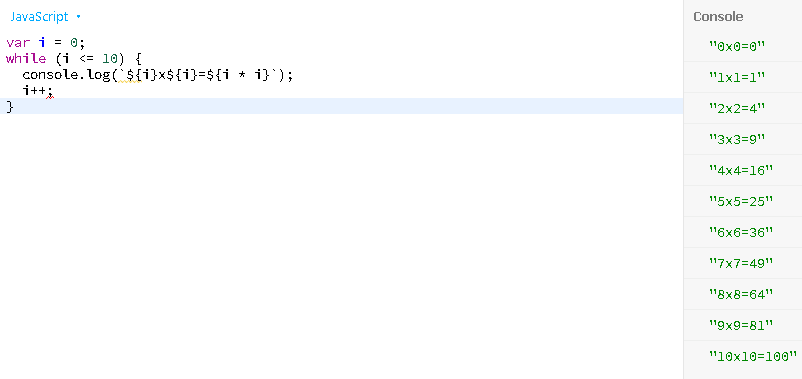 JavaScript
var i = 0;
while (i <= 10) {
  console.log(`${i}x${i}=${i * i}`);
  i++;
}
Console
"0x0=0"
"1x1=1"
"2x2=4"
"3x3=9"
"4x4=16"
"5x5=25"
"6x6=36"
"7x7=49"
"8x8=64"
"9x9=81"
"10x10=100"